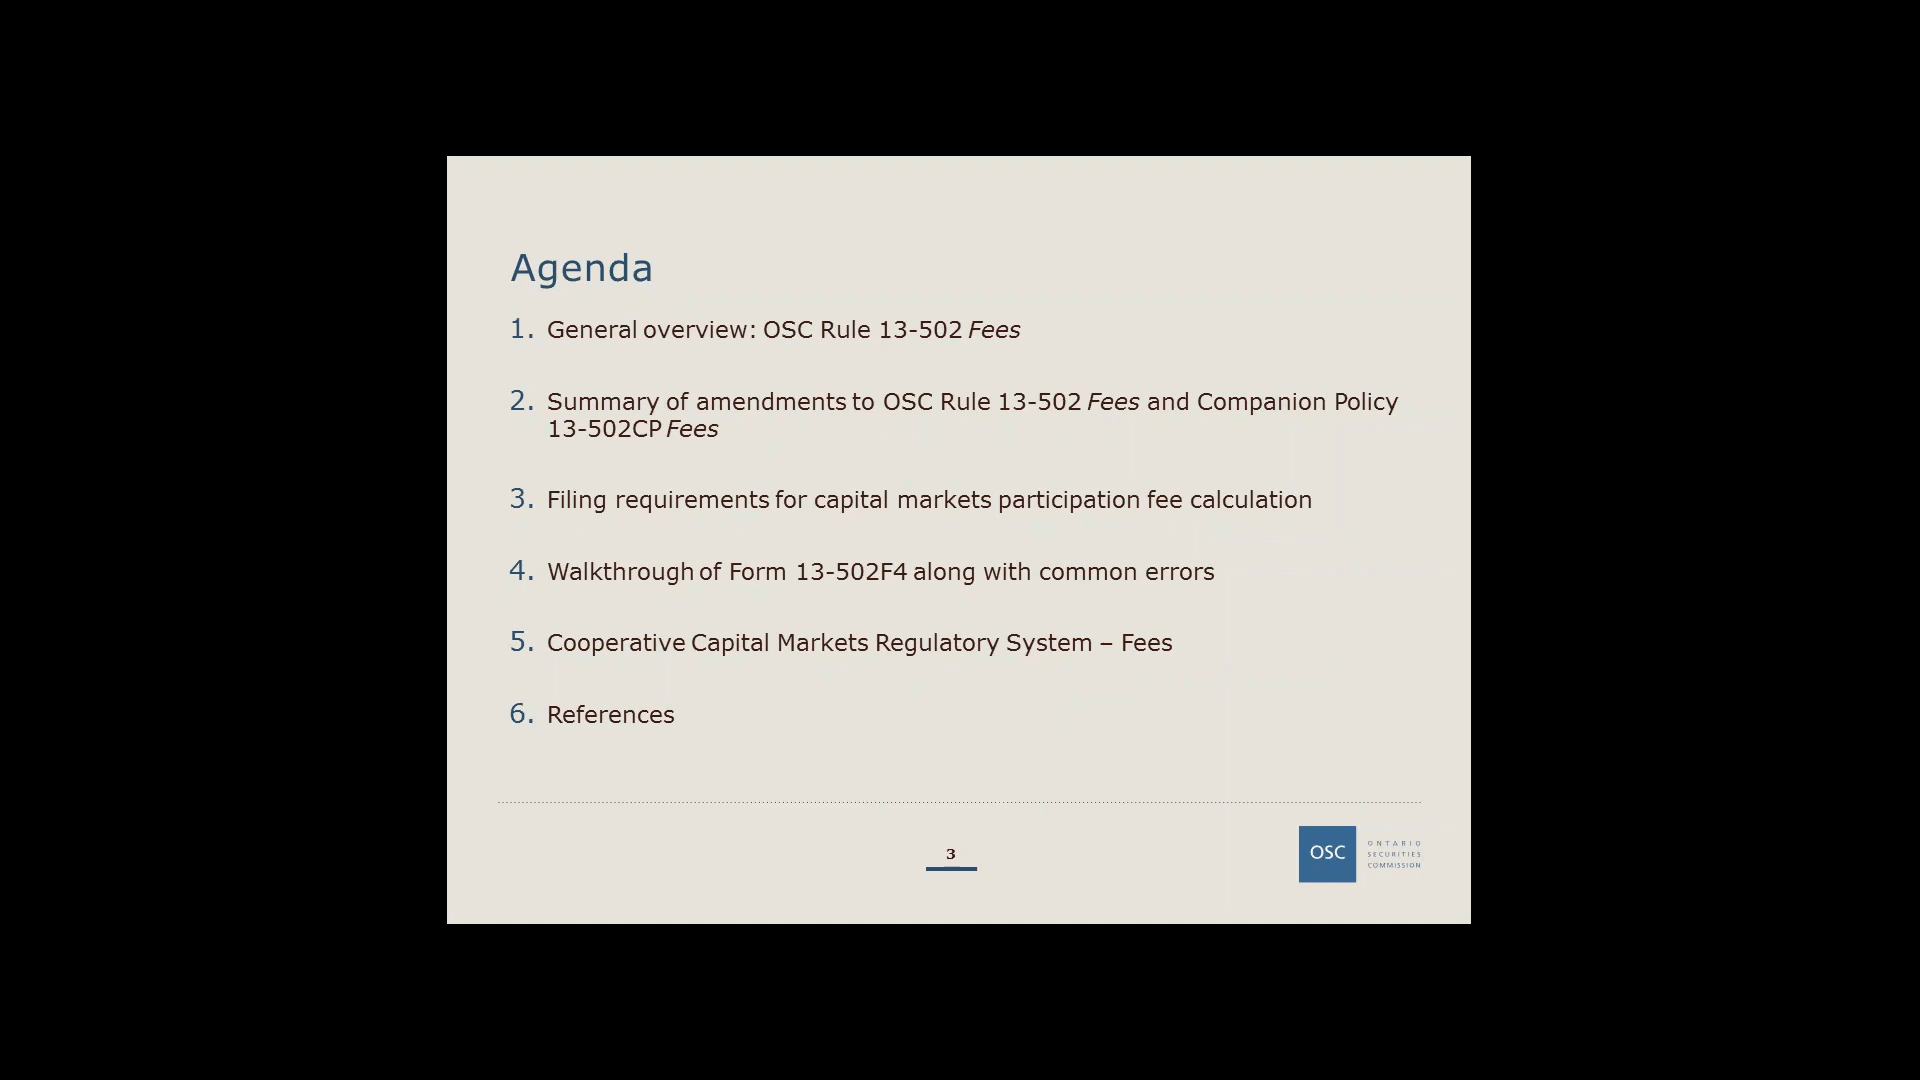 Agenda
1. General overview: OSC Rule 13-502 Fees
2. Summary of amendments to OSC Rule 13-502 Fees and Companion Policy
13-502CP Fees
3. Filing requirements for capital markets participation fee calculation
4. Walkthrough of Form 13-502F4 along with common errors
5. Cooperative Capital Markets Regulatory System – Fees
6. References
3
OSC
ONTARIO
SECURITIES
COMMISSION